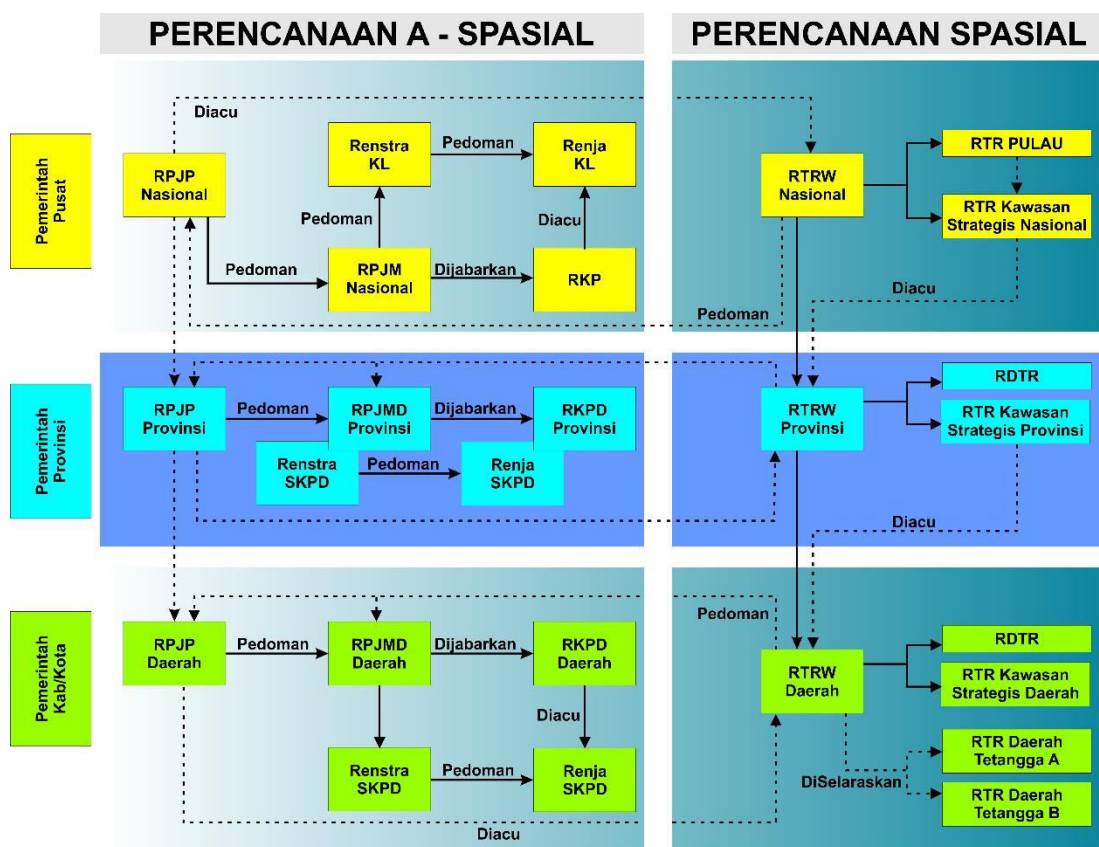 PERENCANAAN A - SPASIAL
PERENCANAAN SPASIAL
Pemerintah
Pusat
Diacu
RPJP
Nasional
Renstra
KL
Pedoman
Renja
KL
Pedoman
Diacu
Pedoman
RPJM
Nasional
Dijabarkan
RKP
RTRW
Nasional
RTR PULAU
RTR Kawasan
Strategis Nasional
Diacu
Pedoman
Pemerintah
Provinsi
RPJP
Provinsi
Pedoman
RPJMD
Provinsi
Dijabarkan
RKPD
Provinsi
Renstra
SKPD
Pedoman
Renja
SKPD
RTRW
Provinsi
RDTR
RTR Kawasan
Strategis Provinsi
Diacu
Pemerintah
Kab/Kota
RPJP
Daerah
Pedoman
RPJMD
Daerah
Dijabarkan
RKPD
Daerah
Diacu
Renstra
SKPD
Pedoman
Renja
SKPD
Diacu
Pedoman
RTRW
Daerah
RDTR
RTR Kawasan
Strategis Daerah
DiSelaraskan
RTR Daerah
Tetangga A
RTR Daerah
Tetangga B